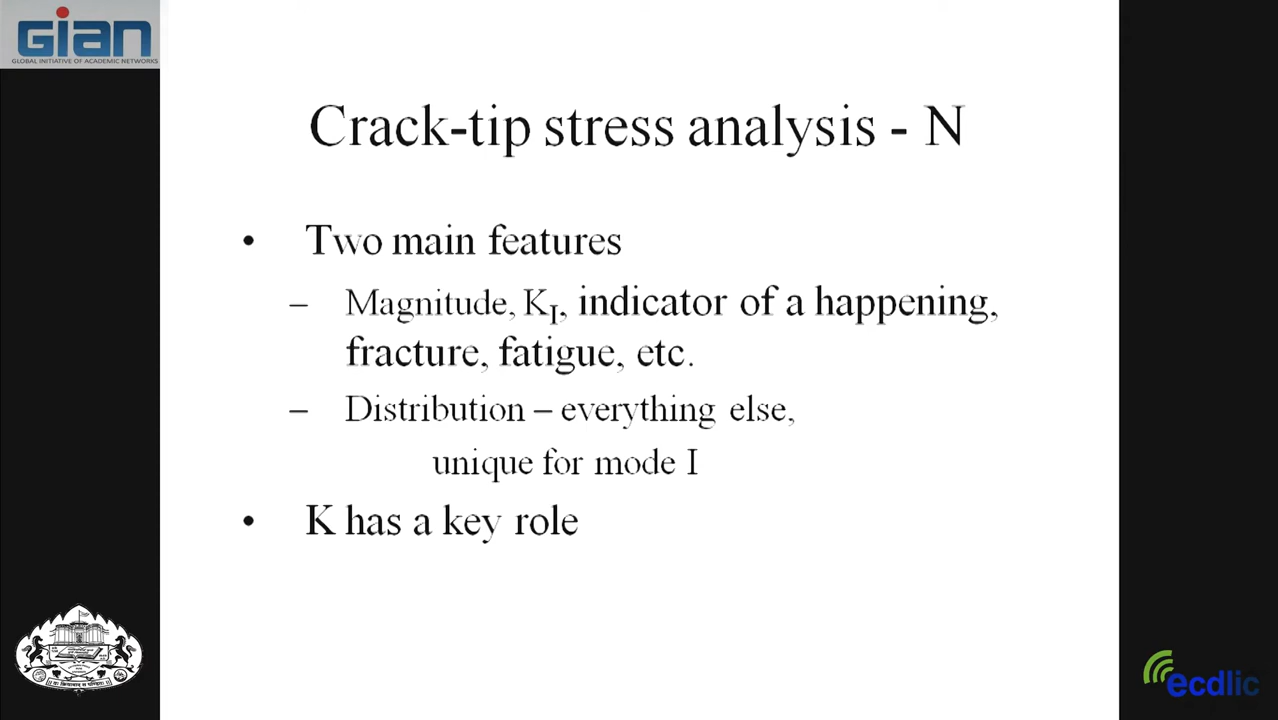 GIAN
GLOBAL INITIATIVE OF ACADEMIC NETWORKS
Crack-tip stress analysis - N
• Two main features
– Magnitude, KI, indicator of a happening,
fracture, fatigue, etc.
– Distribution – everything else,
unique for mode I
• K has a key role
ecdlic